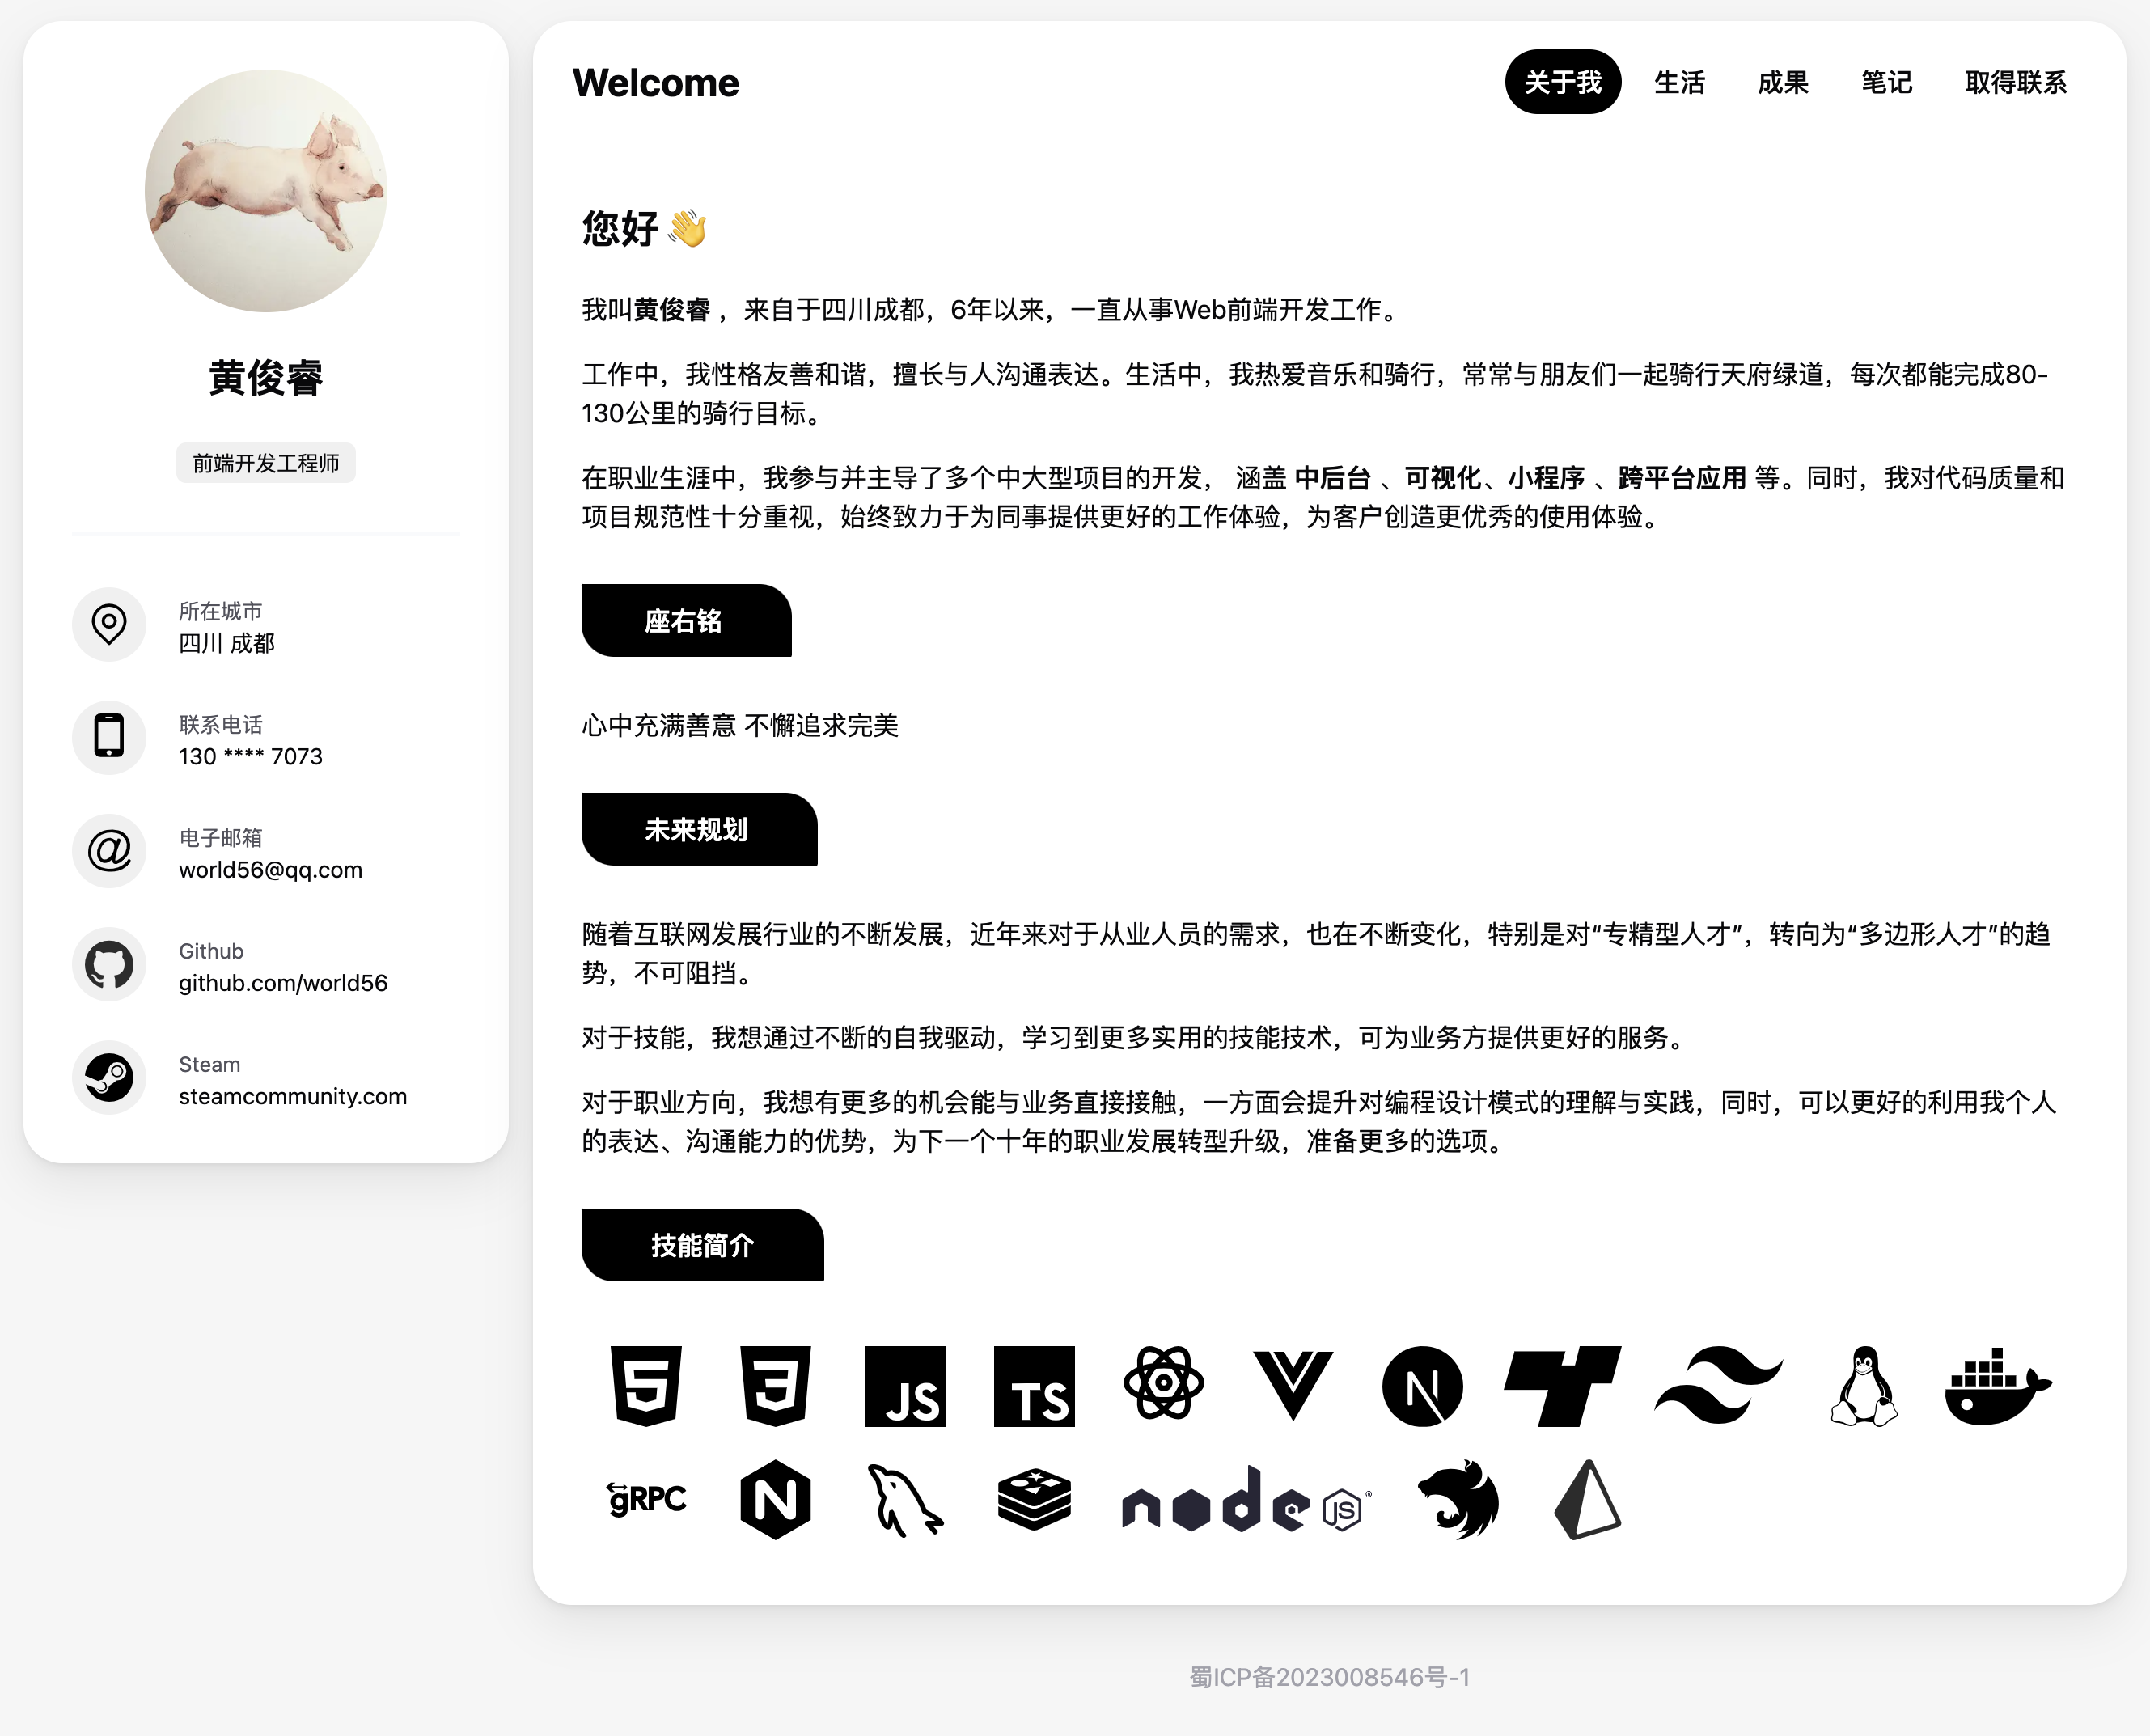 黄俊睿
前端开发工程师
所在城市
四川 成都
联系电话
130 **** 7073
电子邮箱
world56@qq.com
Github
github.com/world56
Steam
steamcommunity.com
Welcome
关于我 生活 成果 笔记 取得联系
您好 👋
我叫黄俊睿 ，来自于四川成都，6年以来，一直从事Web前端开发工作。
工作中，我性格友善和谐，擅长与人沟通表达。生活中，我热爱音乐和骑行，常常与朋友们一起骑行天府绿道，每次都能完成80-
130公里的骑行目标。
在职业生涯中，我参与并主导了多个中大型项目的开发， 涵盖 中后台 、可视化、小程序 、跨平台应用 等。同时，我对代码质量和
项目规范性十分重视，始终致力于为同事提供更好的工作体验，为客户创造更优秀的使用体验。
座右铭
心中充满善意 不懈追求完美
未来规划
随着互联网发展行业的不断发展，近年来对于从业人员的需求，也在不断变化，特别是对“专精型人才”，转向为“多边形人才”的趋
势，不可阻挡。
对于技能，我想通过不断的自我驱动，学习到更多实用的技能技术，可为业务方提供更好的服务。
对于职业方向，我想有更多的机会能与业务直接接触，一方面会提升对编程设计模式的理解与实践，同时，可以更好的利用我个人
的表达、沟通能力的优势，为下一个十年的职业发展转型升级，准备更多的选项。
技能简介
5 3 JS TS N
gRPC N node JS ®
蜀ICP备2023008546号-1